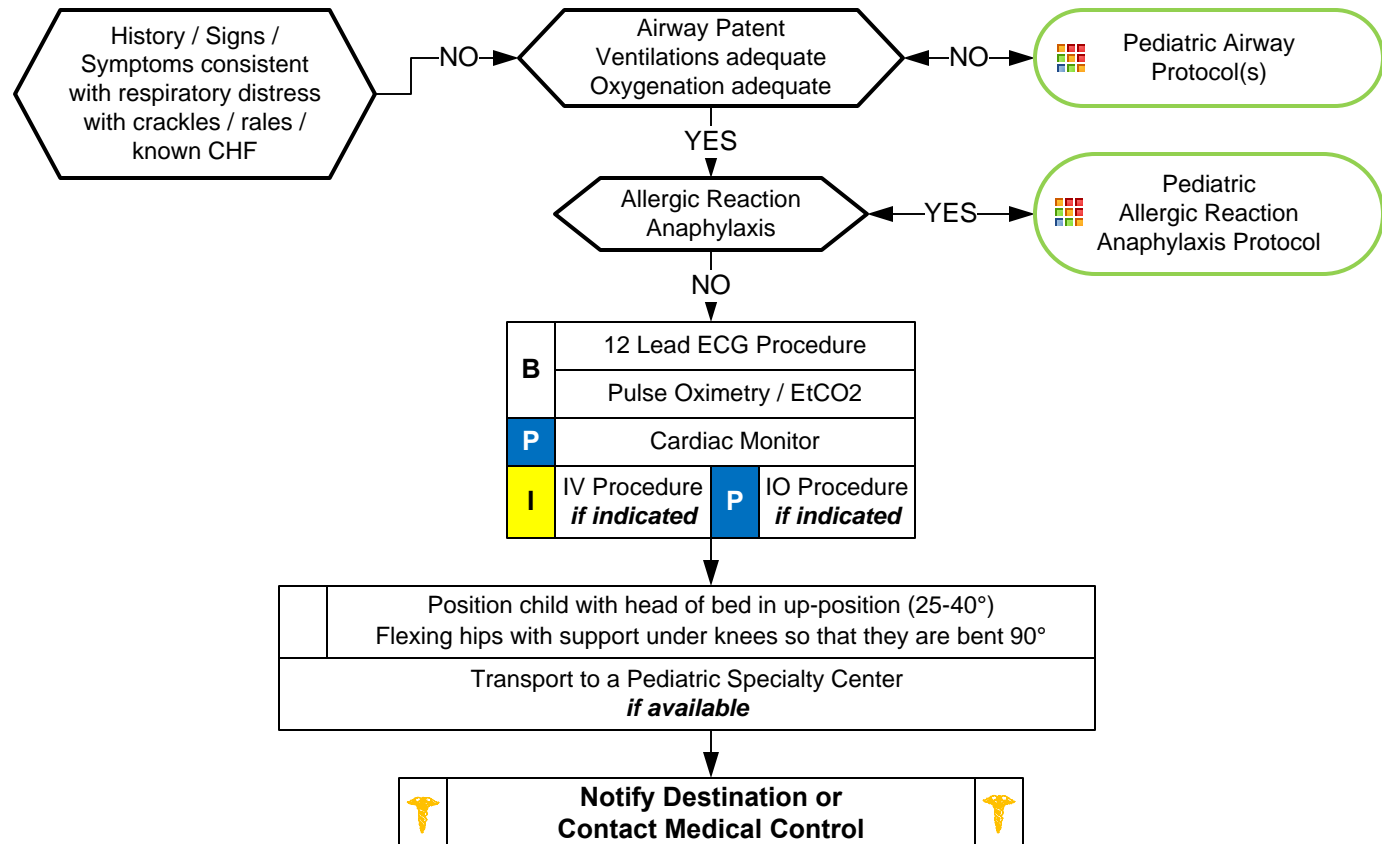 History / Signs /
Symptoms consistent
with respiratory distress
with crackles / rales /
known CHF
NO
Airway Patent
Ventilations adequate
Oxygenation adequate
NO
Pediatric Airway
Protocol(s)
YES
Allergic Reaction
Anaphylaxis
YES
Pediatric
Allergic Reaction
Anaphylaxis Protocol
NO
B
12 Lead ECG Procedure
Pulse Oximetry / EtCO2
P
Cardiac Monitor
I
IV Procedure
if indicated
P
IO Procedure
if indicated
Position child with head of bed in up-position (25-40°)
Flexing hips with support under knees so that they are bent 90°
Transport to a Pediatric Specialty Center
if available
Notify Destination or
Contact Medical Control